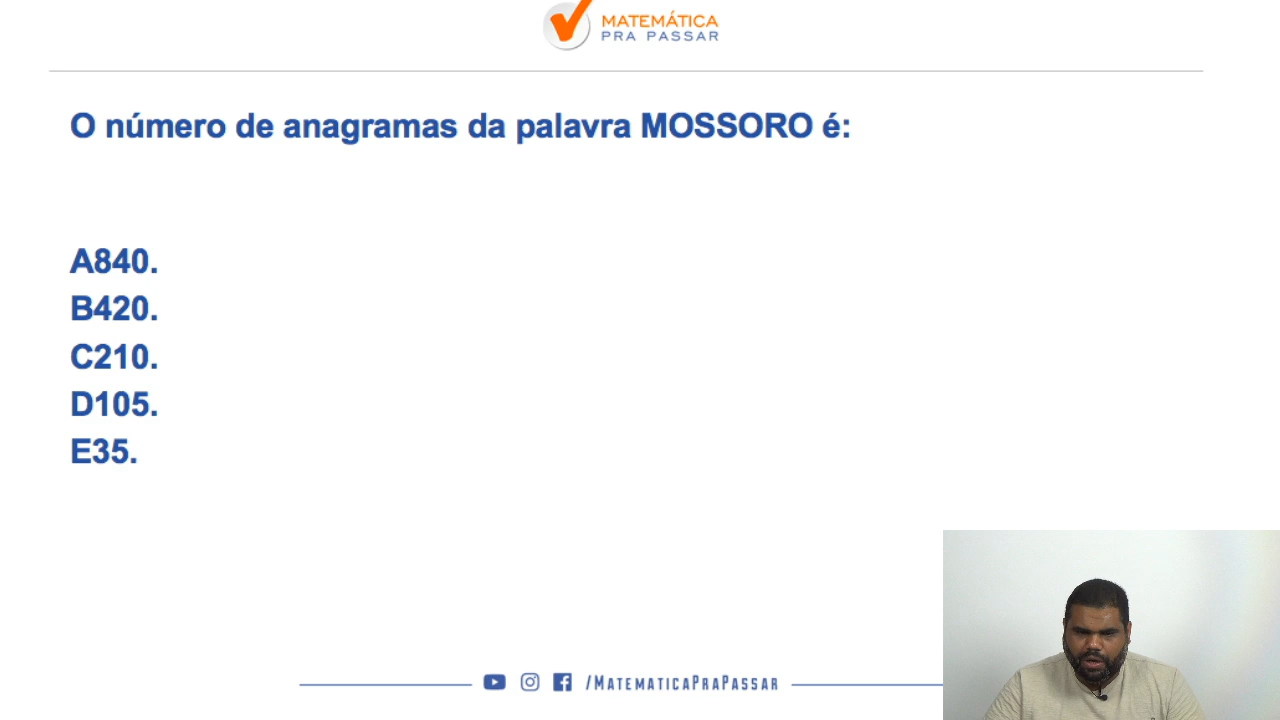 MATEMÁTICA
PRA PASSAR
O número de anagramas da palavra MOSSORO é:
A840.
B420.
C210.
D105.
E35.
/MATEMATICAPRAPASSAR